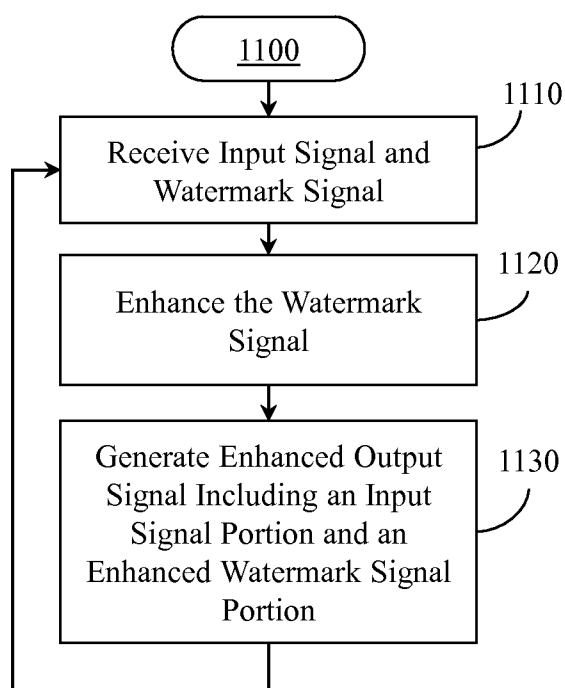 1100
1110
Receive Input Signal and
Watermark Signal
1120
Enhance the Watermark
Signal
1130
Generate Enhanced Output
Signal Including an Input
Signal Portion and an
Enhanced Watermark Signal
Portion